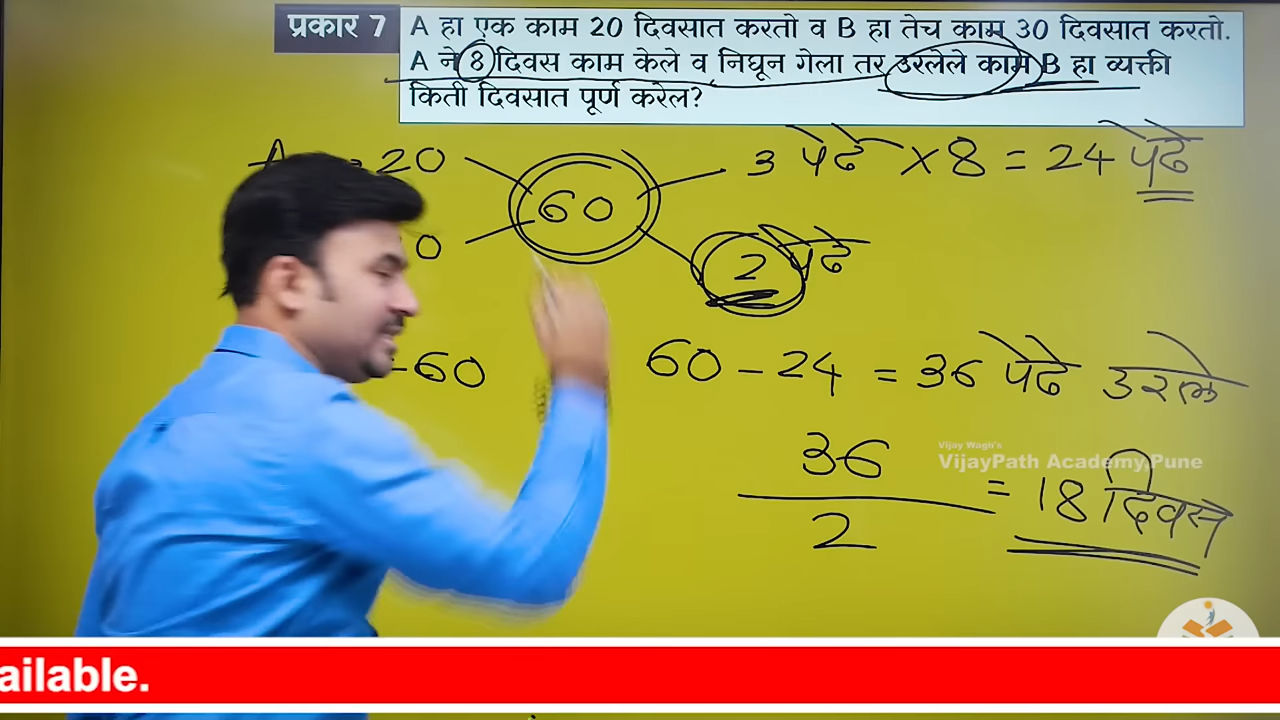 प्रकार 7
A हा एक काम 20 दिवसात करतो व B हा तेच काम 30 दिवसात करतो.
A ने 8 दिवस काम केले व निघून गेला तर उरलेले काम B हा व्यक्ती
किती दिवसात पूर्ण करेल?
A 20 60 3 पेढे × 8 = 24 पेढे
0 2 पेढे
- 60 60 - 24 = 36 पेढे उरले
36
Vijay Wagh's
VijayPath Academy,Pune
= 18 दिवस
2
ailable.